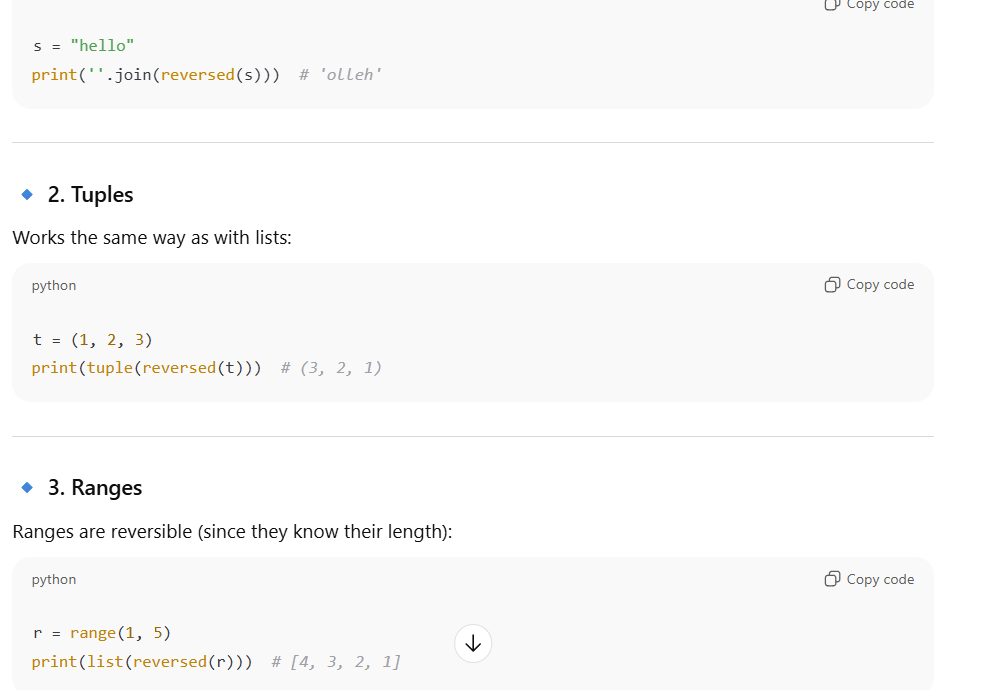 Copy code
s = "hello"
print(''.join(reversed(s)))  # 'olleh'
2. Tuples
Works the same way as with lists:
python
Copy code
t = (1, 2, 3)
print(tuple(reversed(t)))  # (3, 2, 1)
3. Ranges
Ranges are reversible (since they know their length):
python
Copy code
r = range(1, 5)
print(list(reversed(r)))  # [4, 3, 2, 1]